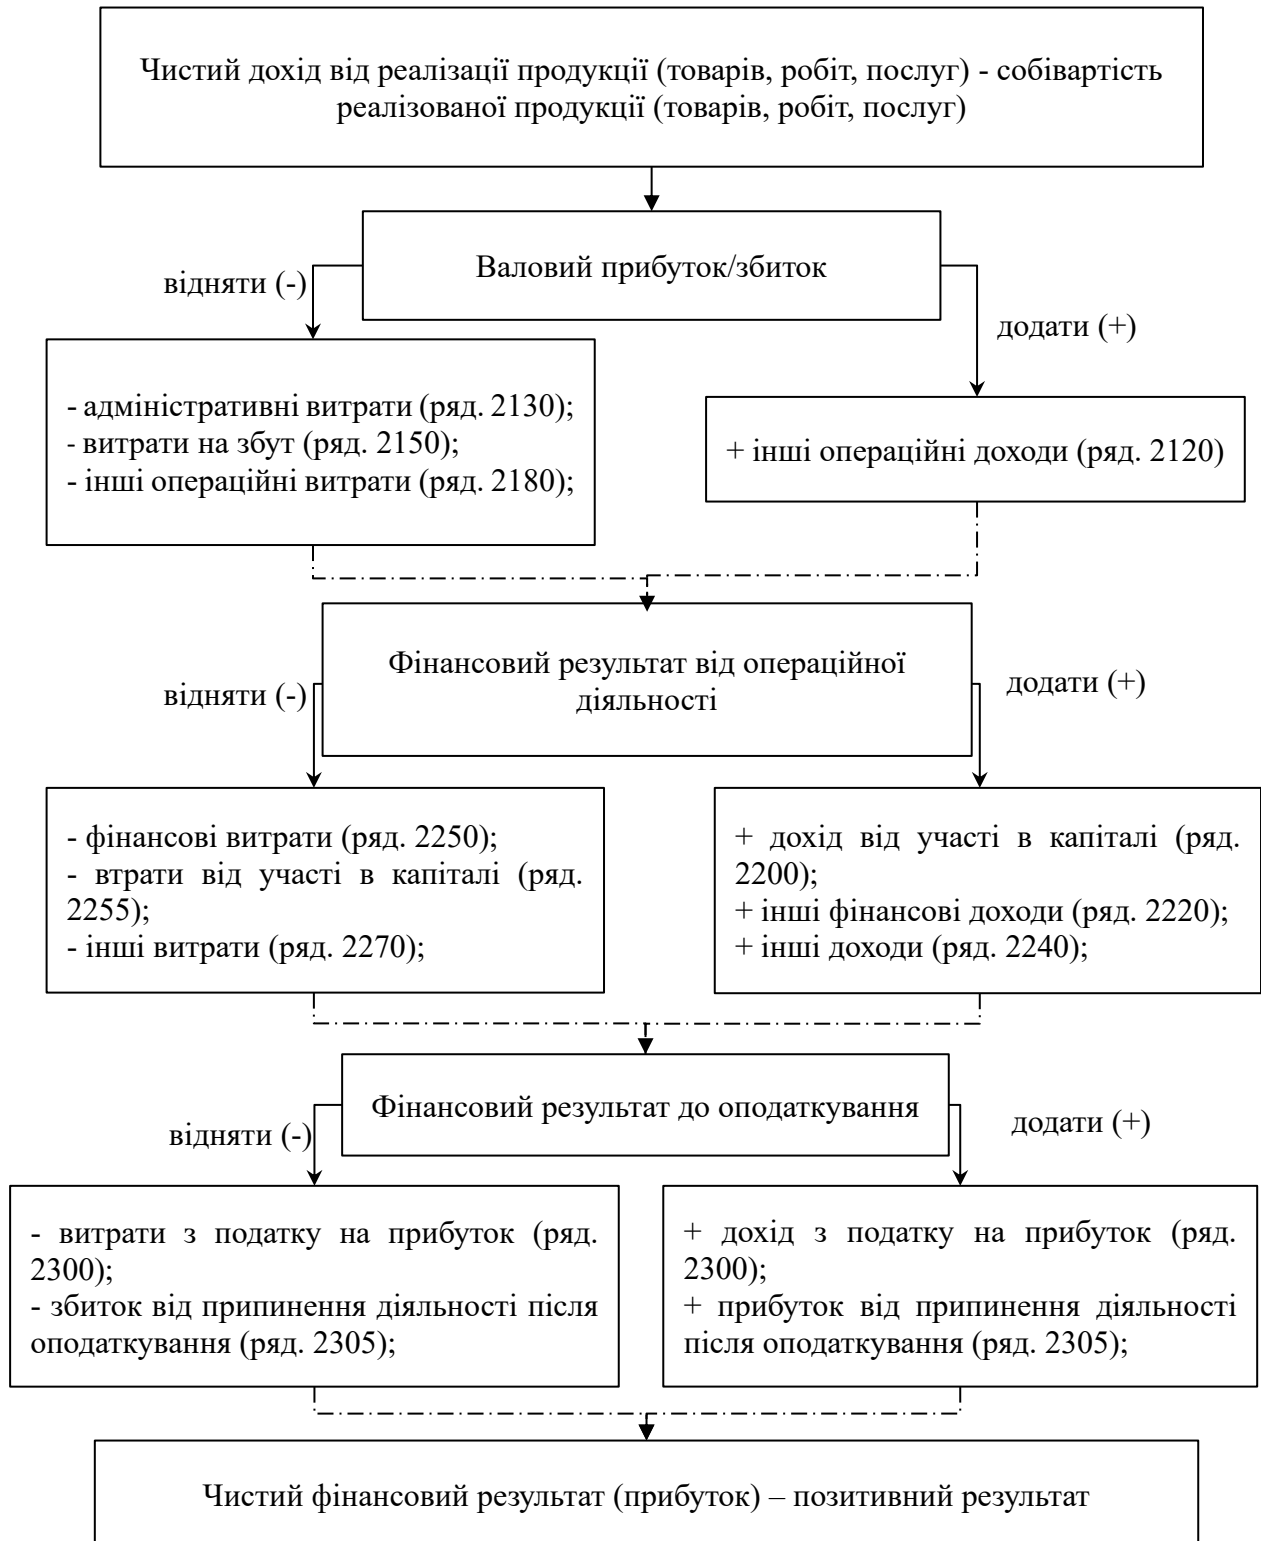 Чистий дохід від реалізації продукції (товарів, робіт, послуг) - собівартість
реалізованої продукції (товарів, робіт, послуг)
Валовий прибуток/збиток
відняти (-)
додати (+)
- адміністративні витрати (ряд. 2130);
- витрати на збут (ряд. 2150);
- інші операційні витрати (ряд. 2180);
+ інші операційні доходи (ряд. 2120)
Фінансовий результат від операційної
діяльності
відняти (-)
додати (+)
- фінансові витрати (ряд. 2250);
- втрати від участі в капіталі (ряд.
2255);
- інші витрати (ряд. 2270);
+ дохід від участі в капіталі (ряд.
2200);
+ інші фінансові доходи (ряд. 2220);
+ інші доходи (ряд. 2240);
Фінансовий результат до оподаткування
відняти (-)
додати (+)
- витрати з податку на прибуток (ряд.
2300);
- збиток від припинення діяльності після
оподаткування (ряд. 2305);
+ дохід з податку на прибуток (ряд.
2300);
+ прибуток від припинення діяльності
після оподаткування (ряд. 2305);
Чистий фінансовий результат (прибуток) – позитивний результат